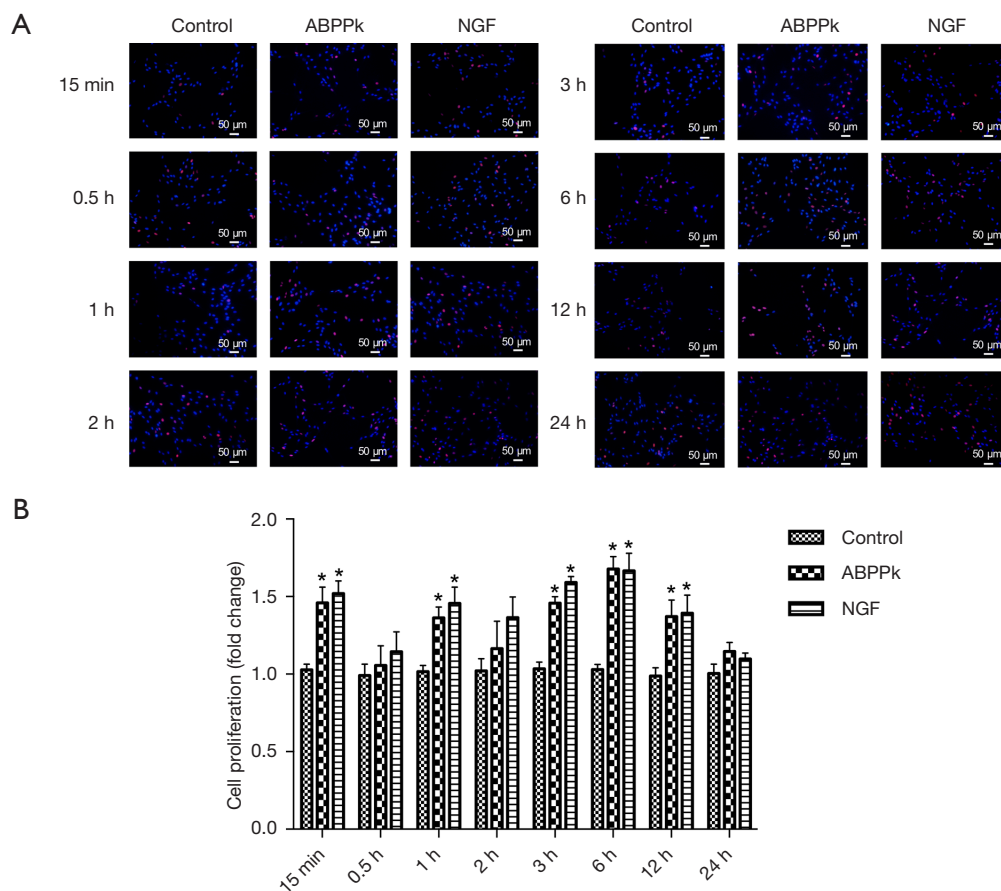 A
Control ABPPk NGF Control ABPPk NGF
15 min 50 µm 50 µm 50 µm 3 h 50 µm 50 µm 50 µm
0.5 h 50 µm 50 µm 50 µm 6 h 50 µm 50 µm 50 µm
1 h 50 µm 50 µm 50 µm 12 h 50 µm 50 µm 50 µm
2 h 50 µm 50 µm 50 µm 24 h 50 µm 50 µm 50 µm
B
Cell proliferation (fold change)
2.0
1.5
1.0
0.5
0.0
* * * * * * * * * *
15 min 0.5 h 1 h 2 h 3 h 6 h 12 h 24 h
Control
ABPPk
NGF